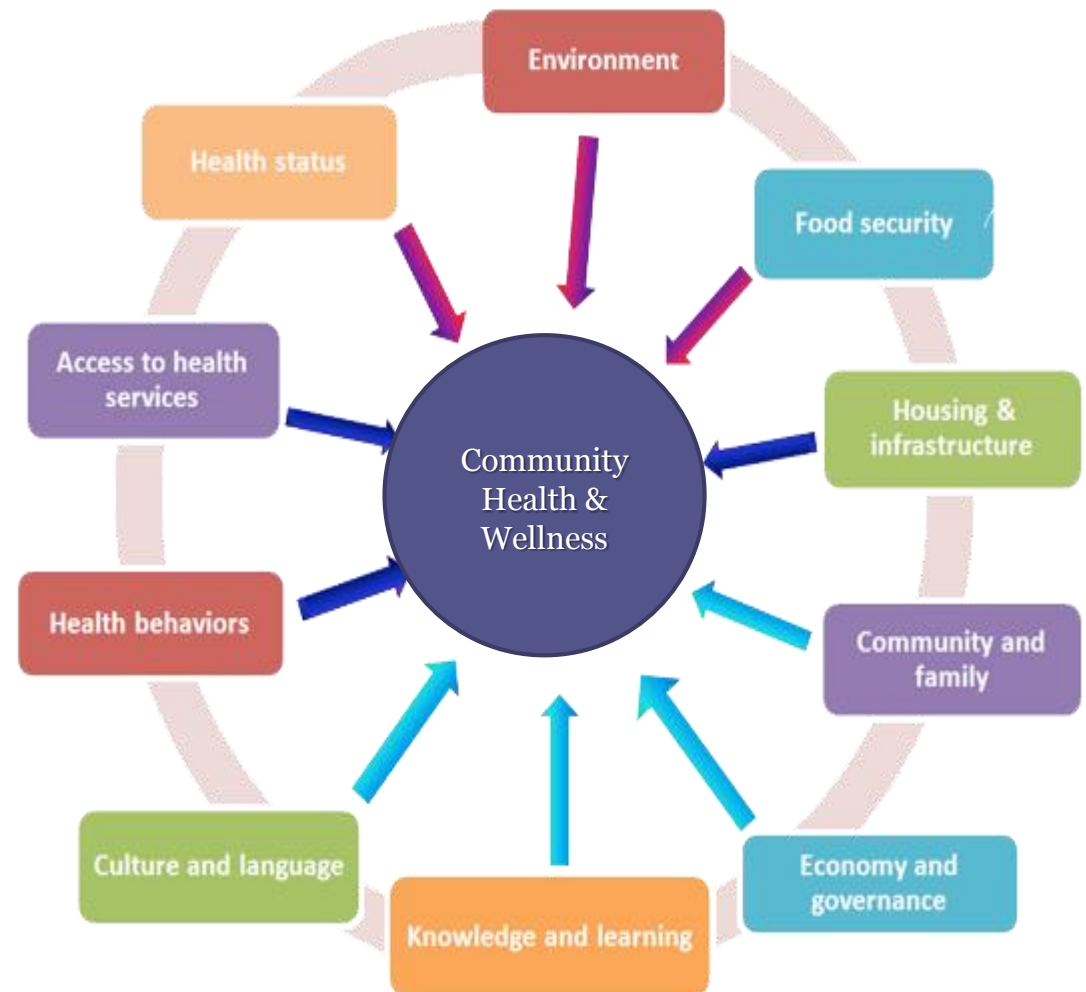 Environment
Health status
Food security
Access to health
services
Housing &
infrastructure
Community
Health &
Wellness
Health behaviors
Community and
family
Culture and language
Economy and
governance
Knowledge and learning